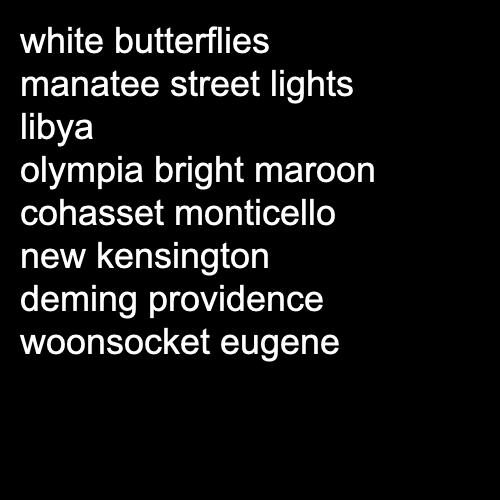 white butterflies
manatee street lights
libya
olympia bright maroon
cohasset monticello
new kensington
deming providence
woonsocket eugene